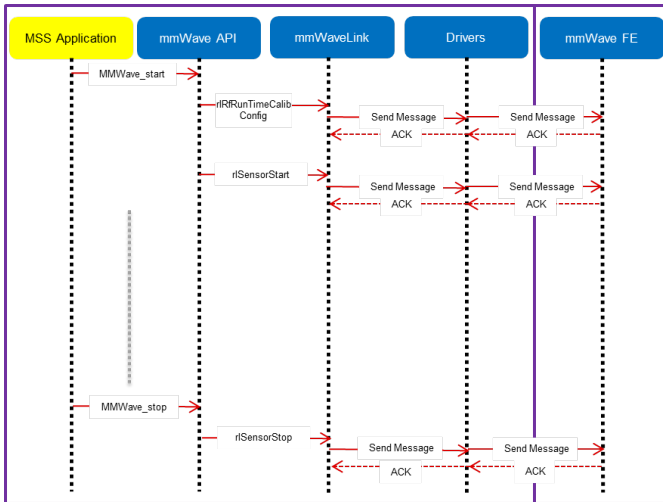 MSS Application
mmWave API
mmWaveLink
Drivers
mmWave FE
MMWave_start
rlRfRunTimeCalib
Config
Send Message
Send Message
ACK
ACK
rlSensorStart
Send Message
Send Message
ACK
ACK
MMWave_stop
rlSensorStop
Send Message
Send Message
ACK
ACK